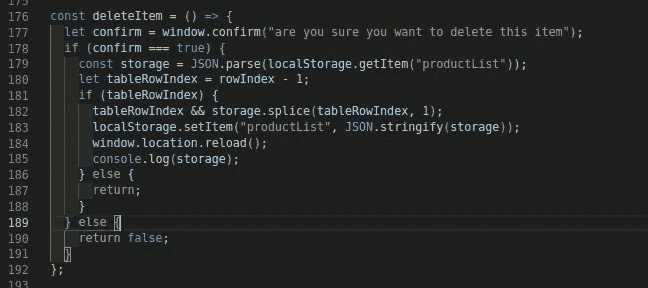 175
176 const deleteItem = () => {
177 let confirm = window.confirm("are you sure you want to delete this item");
178 if (confirm === true) {
179 const storage = JSON.parse(localStorage.getItem("productList"));
180 let tableRowIndex = rowIndex - 1;
181 if (tableRowIndex) {
182 tableRowIndex && storage.splice(tableRowIndex, 1);
183 localStorage.setItem("productList", JSON.stringify(storage));
184 window.location.reload();
185 console.log(storage);
186 } else {
187 return;
188 }
189 } else {
190 return false;
191 }
192 };
193